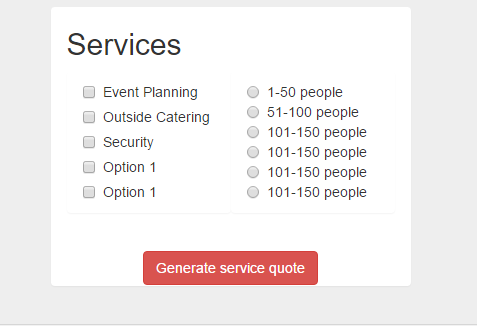 Services
Event Planning
Outside Catering
Security
Option 1
Option 1
1-50 people
51-100 people
101-150 people
101-150 people
101-150 people
101-150 people
Generate service quote